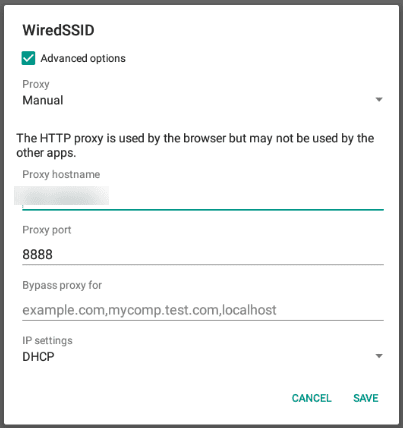 WiredSSID
Advanced options
Proxy
Manual
The HTTP proxy is used by the browser but may not be used by the
other apps.
Proxy hostname
Proxy port
8888
Bypass proxy for
example.com,mycomp.test.com,localhost
IP settings
DHCP
CANCEL SAVE